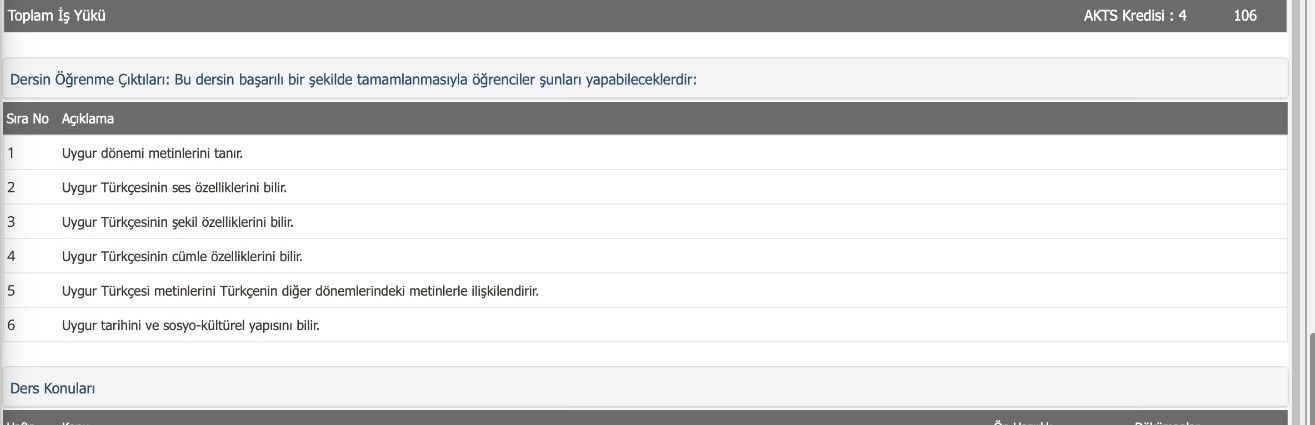 Toplam İş Yükü AKTS Kredisi : 4 106
Dersin Öğrenme Çıktıları: Bu dersin başarılı bir şekilde tamamlanmasıyla öğrenciler şunları yapabileceklerdir:
Sıra No Açıklama
1 Uygur dönemi metinlerini tanır.
2 Uygur Türkçesinin ses özelliklerini bilir.
3 Uygur Türkçesinin şekil özelliklerini bilir.
4 Uygur Türkçesinin cümle özelliklerini bilir.
5 Uygur Türkçesi metinlerini Türkçenin diğer dönemlerindeki metinlerle ilişkilendirir.
6 Uygur tarihini ve sosyo-kültürel yapısını bilir.
Ders Konuları